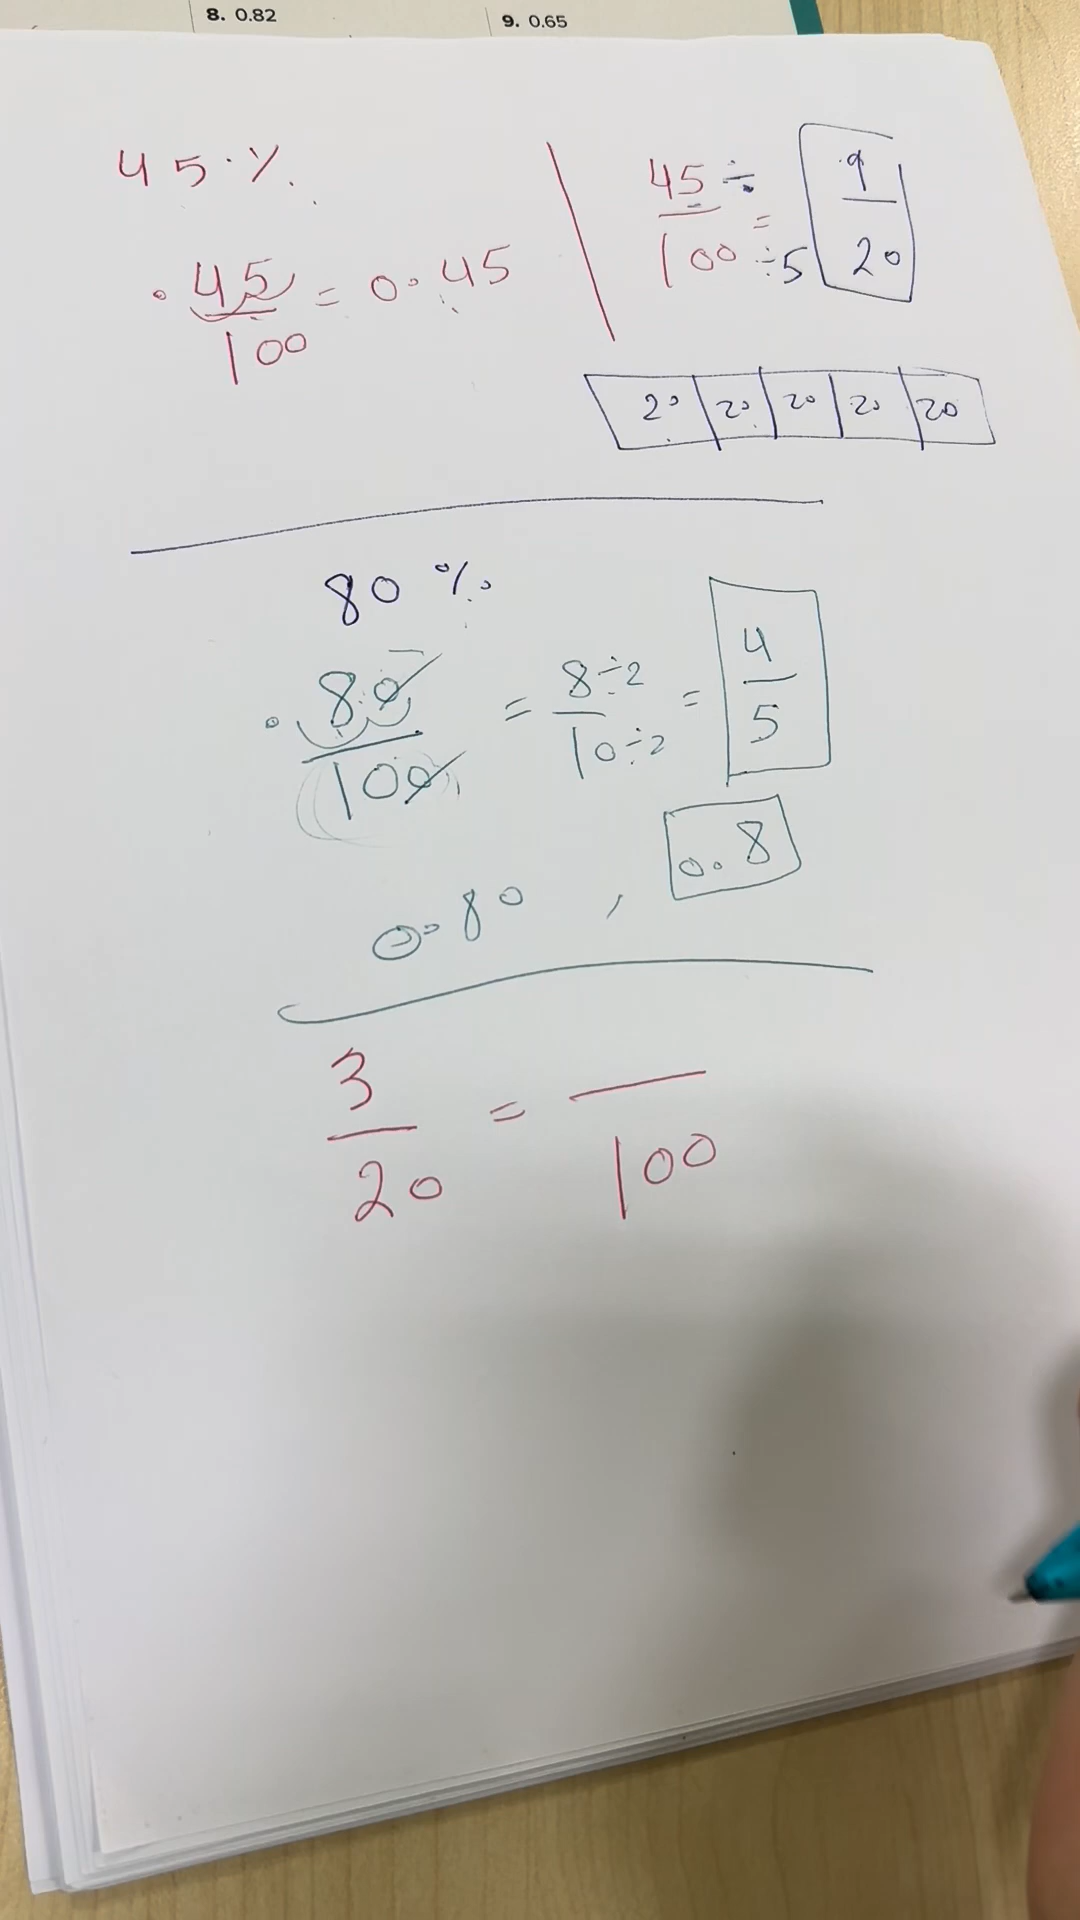 8. 0.82
9. 0.65
45%
.45/100 = 0.45
45÷/100÷5 = 9/20
20 20 20 20 20
80%
.80/100 = 8÷2/10÷2 = 4/5
0.80 , 0.8
3/20 = /100